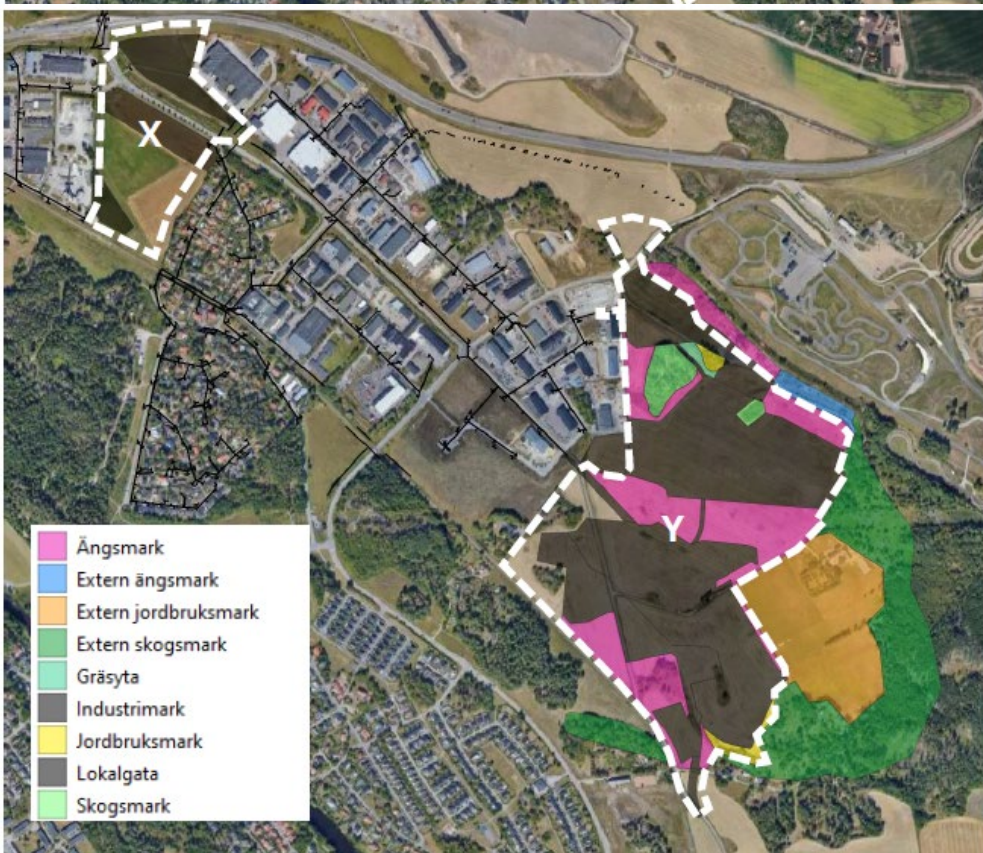 X
Y
Ängsmark
Extern ängsmark
Extern jordbruksmark
Extern skogsmark
Gräsyta
Industrimark
Jordbruksmark
Lokalgata
Skogsmark